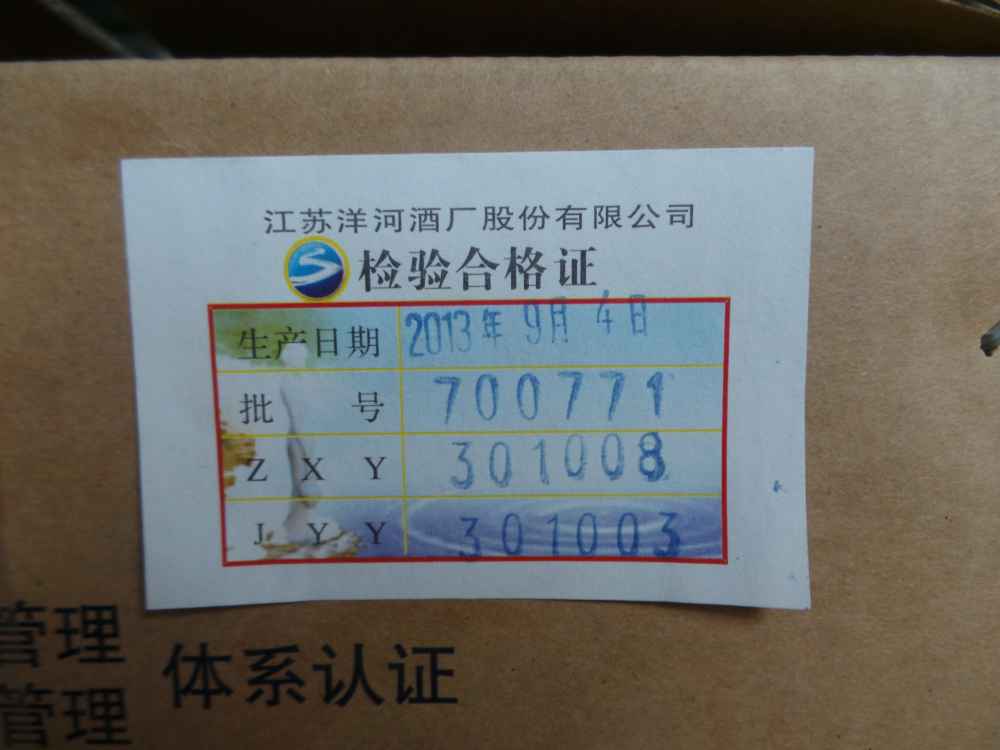 江苏洋河酒厂股份有限公司
检验合格证
生产日期 2013年 9月 4日
批号 700771
ZXY 301008
JYY 301003
管理
体系认证
管理